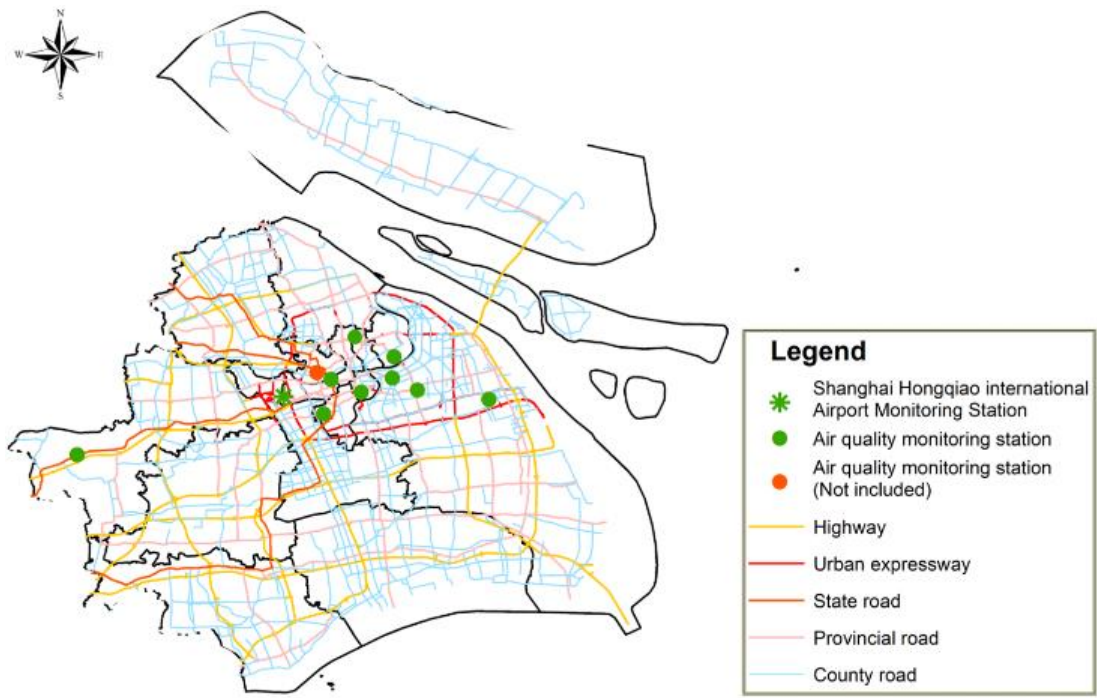 N
W E
S
Legend
Shanghai Hongqiao international
Airport Monitoring Station
Air quality monitoring station
Air quality monitoring station
(Not included)
Highway
Urban expressway
State road
Provincial road
County road